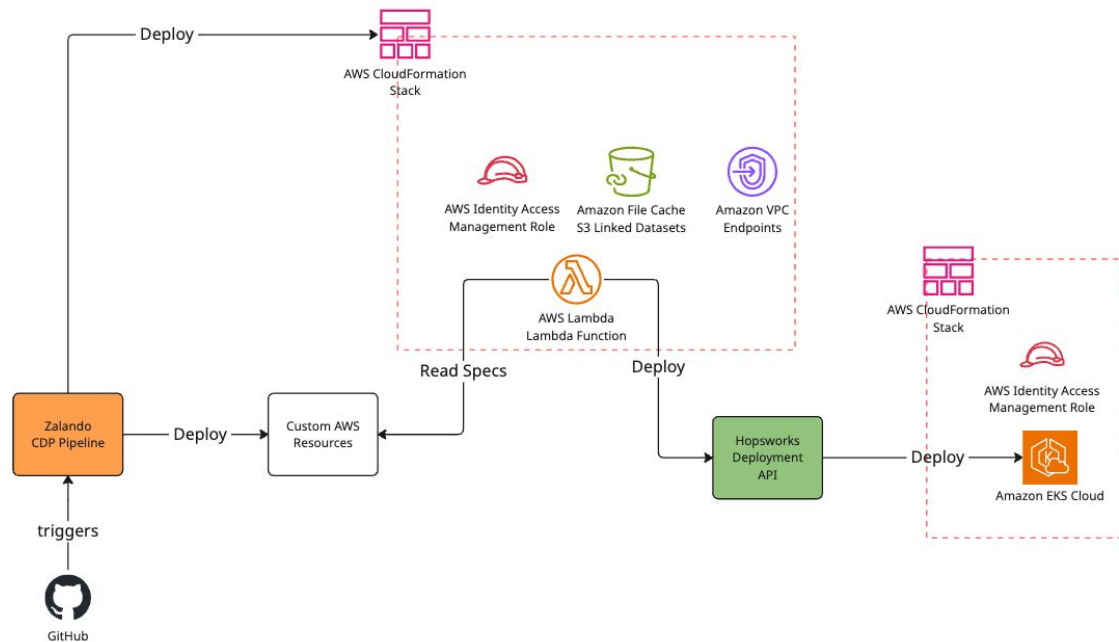 Deploy
AWS CloudFormation
Stack
AWS Identity Access
Management Role
Amazon File Cache
S3 Linked Datasets
Amazon VPC
Endpoints
AWS Lambda
Lambda Function
Read Specs
Deploy
AWS CloudFormation
Stack
AWS Identity Access
Management Role
Zalando
CDP Pipeline
Deploy
Custom AWS
Resources
Hopsworks
Deployment
API
Deploy
Amazon EKS Cloud
triggers
GitHub